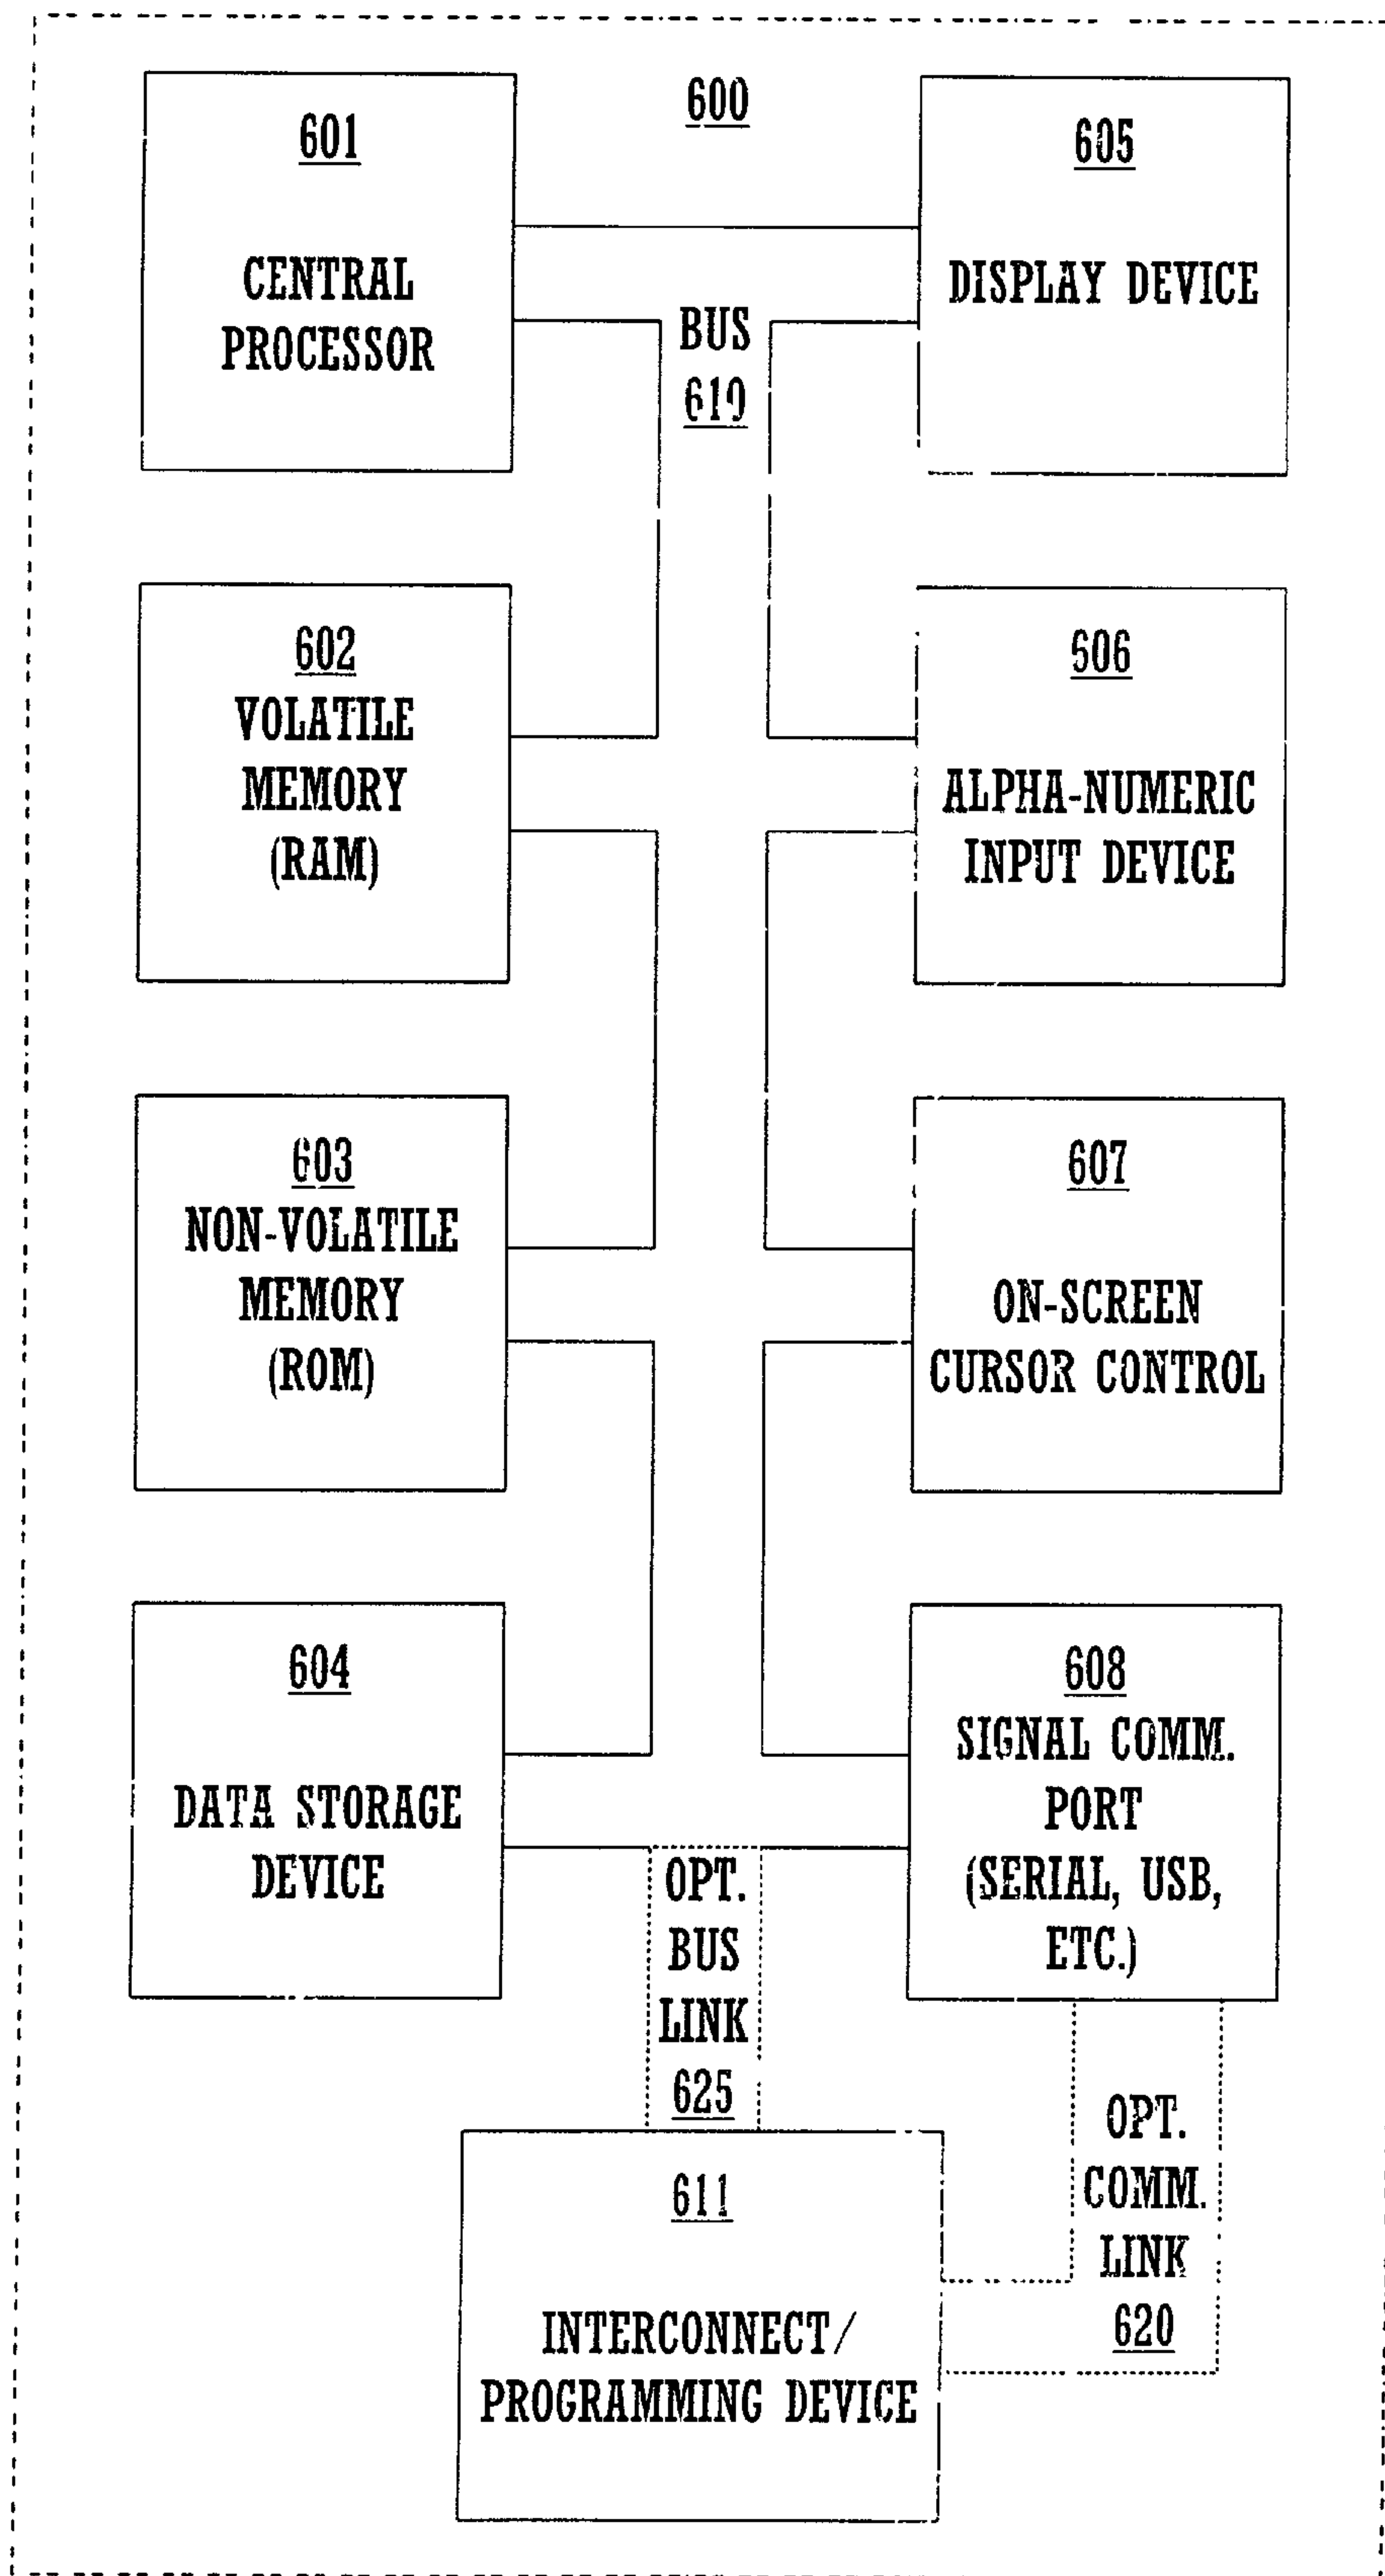 600
601
CENTRAL
PROCESSOR
605
DISPLAY DEVICE
BUS
610
602
VOLATILE
MEMORY
(RAM)
606
ALPHA-NUMERIC
INPUT DEVICE
603
NON-VOLATILE
MEMORY
(ROM)
607
ON-SCREEN
CURSOR CONTROL
604
DATA STORAGE
DEVICE
608
SIGNAL COMM.
PORT
(SERIAL, USB,
ETC.)
OPT.
BUS
LINK
625
OPT.
COMM.
LINK
620
611
INTERCONNECT/
PROGRAMMING DEVICE